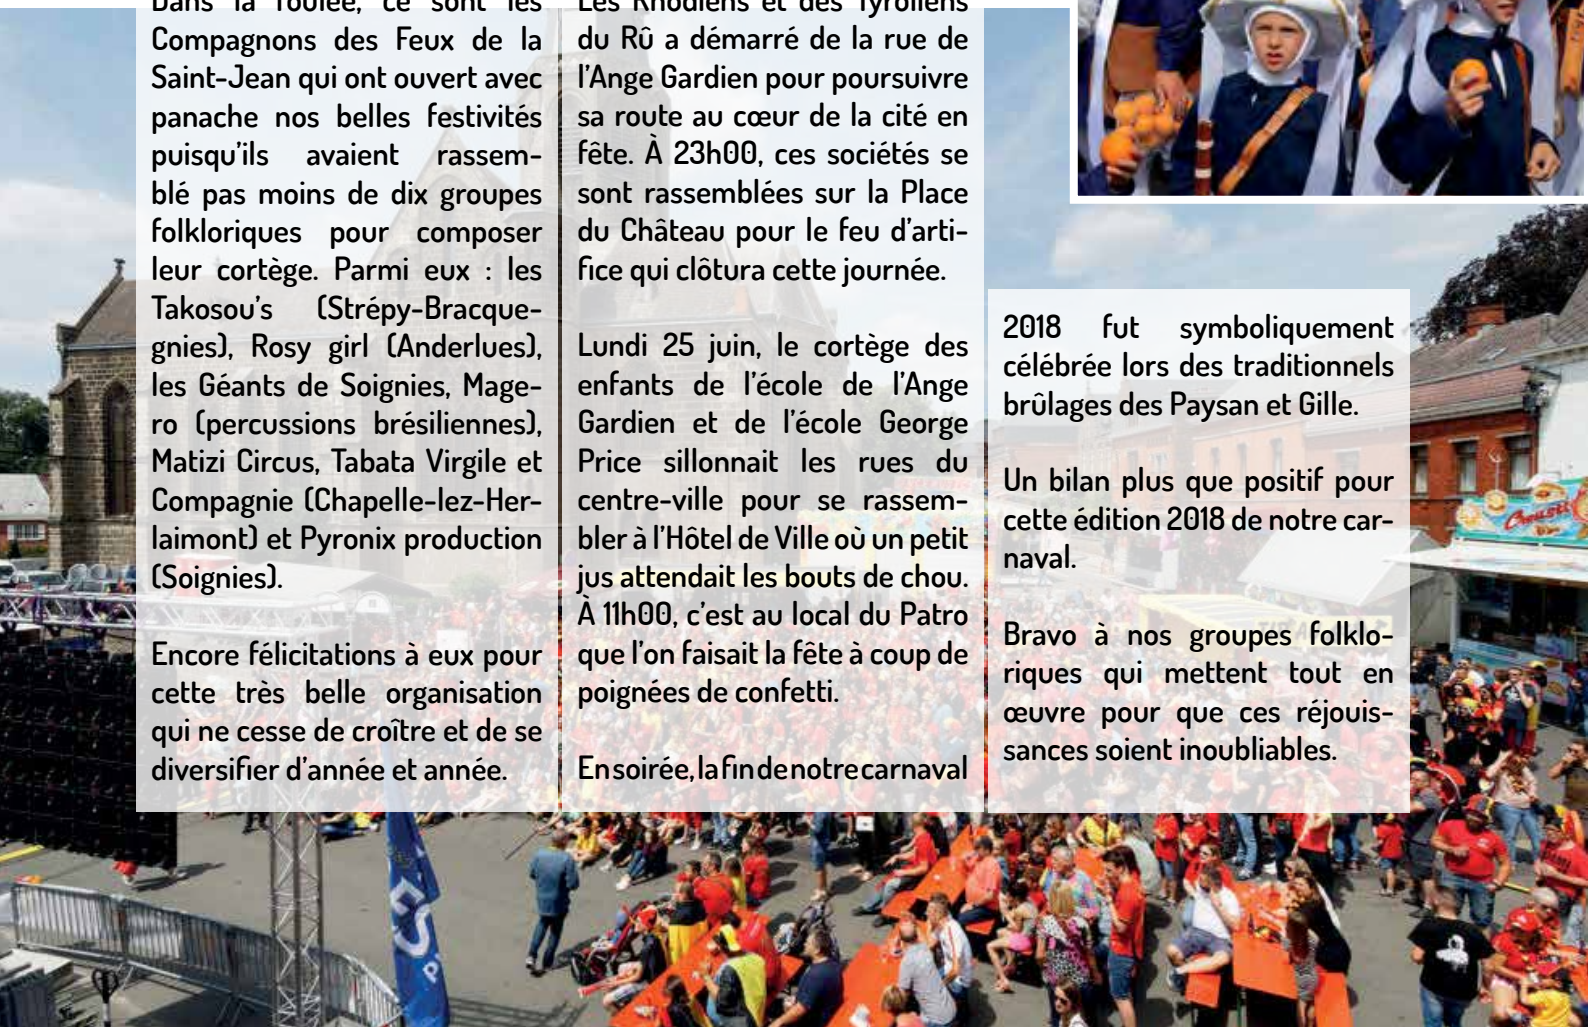 Dans la foulée, ce sont les
Compagnons des Feux de la
Saint-Jean qui ont ouvert avec
panache nos belles festivités
puisqu'ils avaient rassem-
blé pas moins de dix groupes
folkloriques pour composer
leur cortège. Parmi eux : les
Takosou's (Strépy-Bracque-
gnies), Rosy girl (Anderlues),
les Géants de Soignies, Mage-
ro (percussions brésiliennes),
Matizi Circus, Tabata Virgile et
Compagnie (Chapelle-lez-Her-
laimont) et Pyronix production
(Soignies).
Encore félicitations à eux pour
cette très belle organisation
qui ne cesse de croître et de se
diversifier d'année et année.
Les Rhodiens et des Tyroliens
du Rû a démarré de la rue de
l'Ange Gardien pour poursuivre
sa route au cœur de la cité en
fête. À 23h00, ces sociétés se
sont rassemblées sur la Place
du Château pour le feu d'arti-
fice qui clôtura cette journée.
Lundi 25 juin, le cortège des
enfants de l'école de l'Ange
Gardien et de l'école George
Price sillonnait les rues du
centre-ville pour se rassem-
bler à l'Hôtel de Ville où un petit
jus attendait les bouts de chou.
À 11h00, c'est au local du Patro
que l'on faisait la fête à coup de
poignées de confetti.
En soirée, la fin de notre carnaval
2018 fut symboliquement
célébrée lors des traditionnels
brûlages des Paysan et Gille.
Un bilan plus que positif pour
cette édition 2018 de notre car-
naval.
Bravo à nos groupes folklo-
riques qui mettent tout en
œuvre pour que ces réjouis-
sances soient inoubliables.